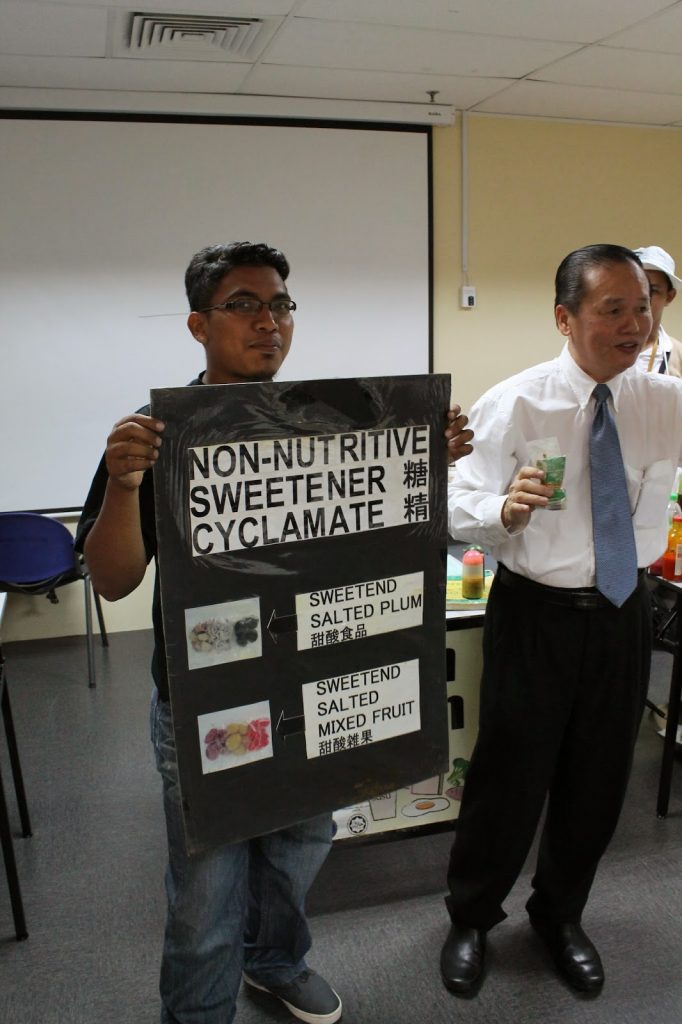 NON-NUTRITIVE
SWEETENER 糖
CYCLAMATE 精
SWEETEND
SALTED PLUM
甜酸食品
SWEETEND
SALTED
MIXED FRUIT
甜酸雜果